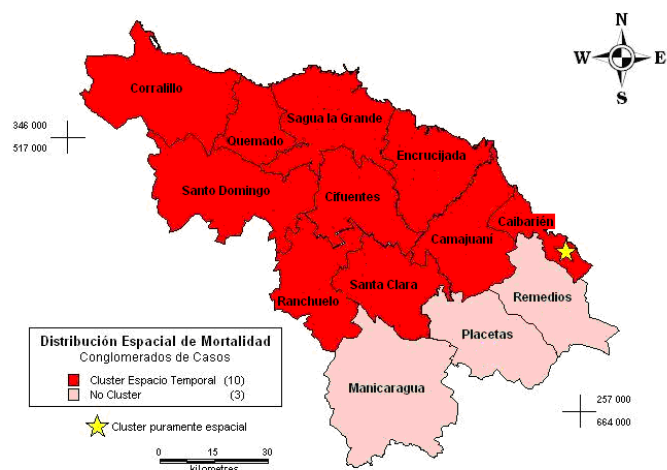 N
W E
S
Corralillo
346 000
517 000
Quemado
Sagua la Grande
Encrucijada
Santo Domingo
Cifuentes
Caibarién
Camajuaní
Ranchuelo
Santa Clara
Remedios
Placetas
Manicaragua
Distribución Espacial de Mortalidad
Conglomerados de Casos
Cluster Espacio Temporal (10)
No Cluster (3)
Cluster puramente espacial
257 000
664 000
0 15 30
kilometres